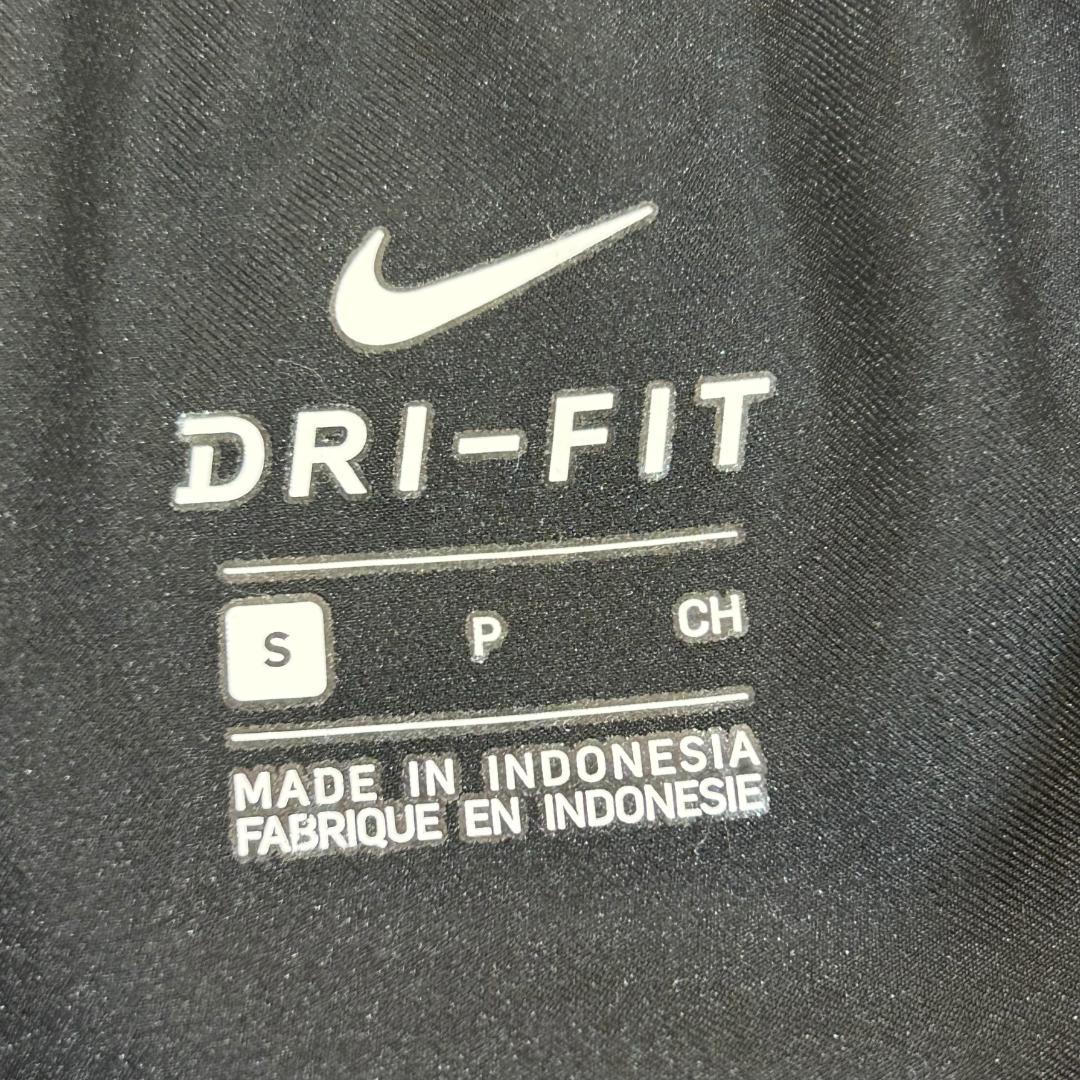 DRI-FIT
S P CH
MADE IN INDONESIA
FABRIQUE EN INDONESIE